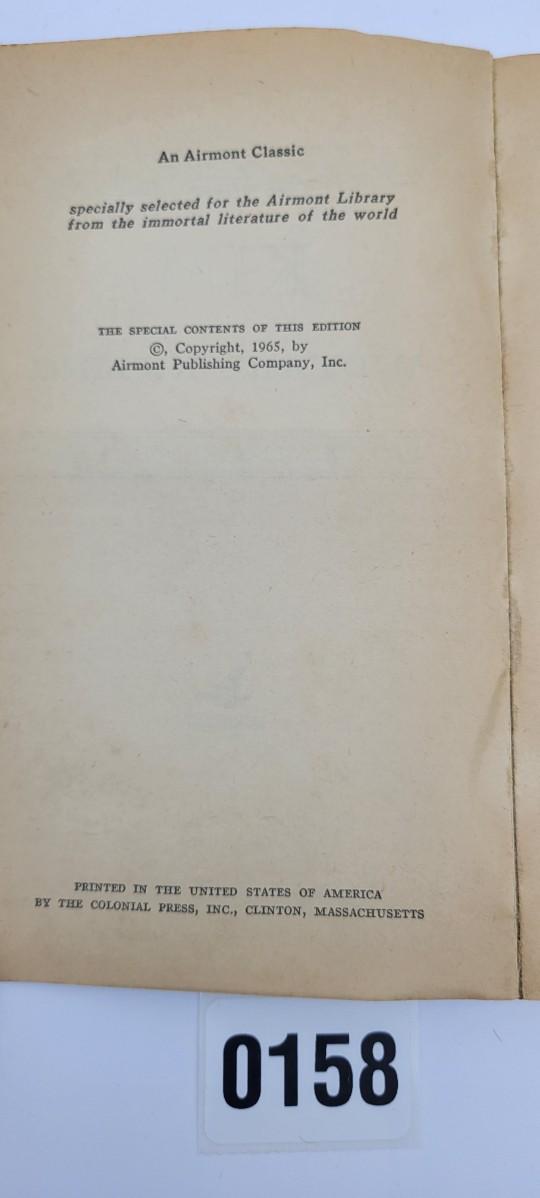 An Airmont Classic
specially selected for the Airmont Library
from the immortal literature of the world
THE SPECIAL CONTENTS OF THIS EDITION
©, Copyright, 1965, by
Airmont Publishing Company, Inc.
PRINTED IN THE UNITED STATES OF AMERICA
BY THE COLONIAL PRESS, INC., CLINTON, MASSACHUSETTS
0158